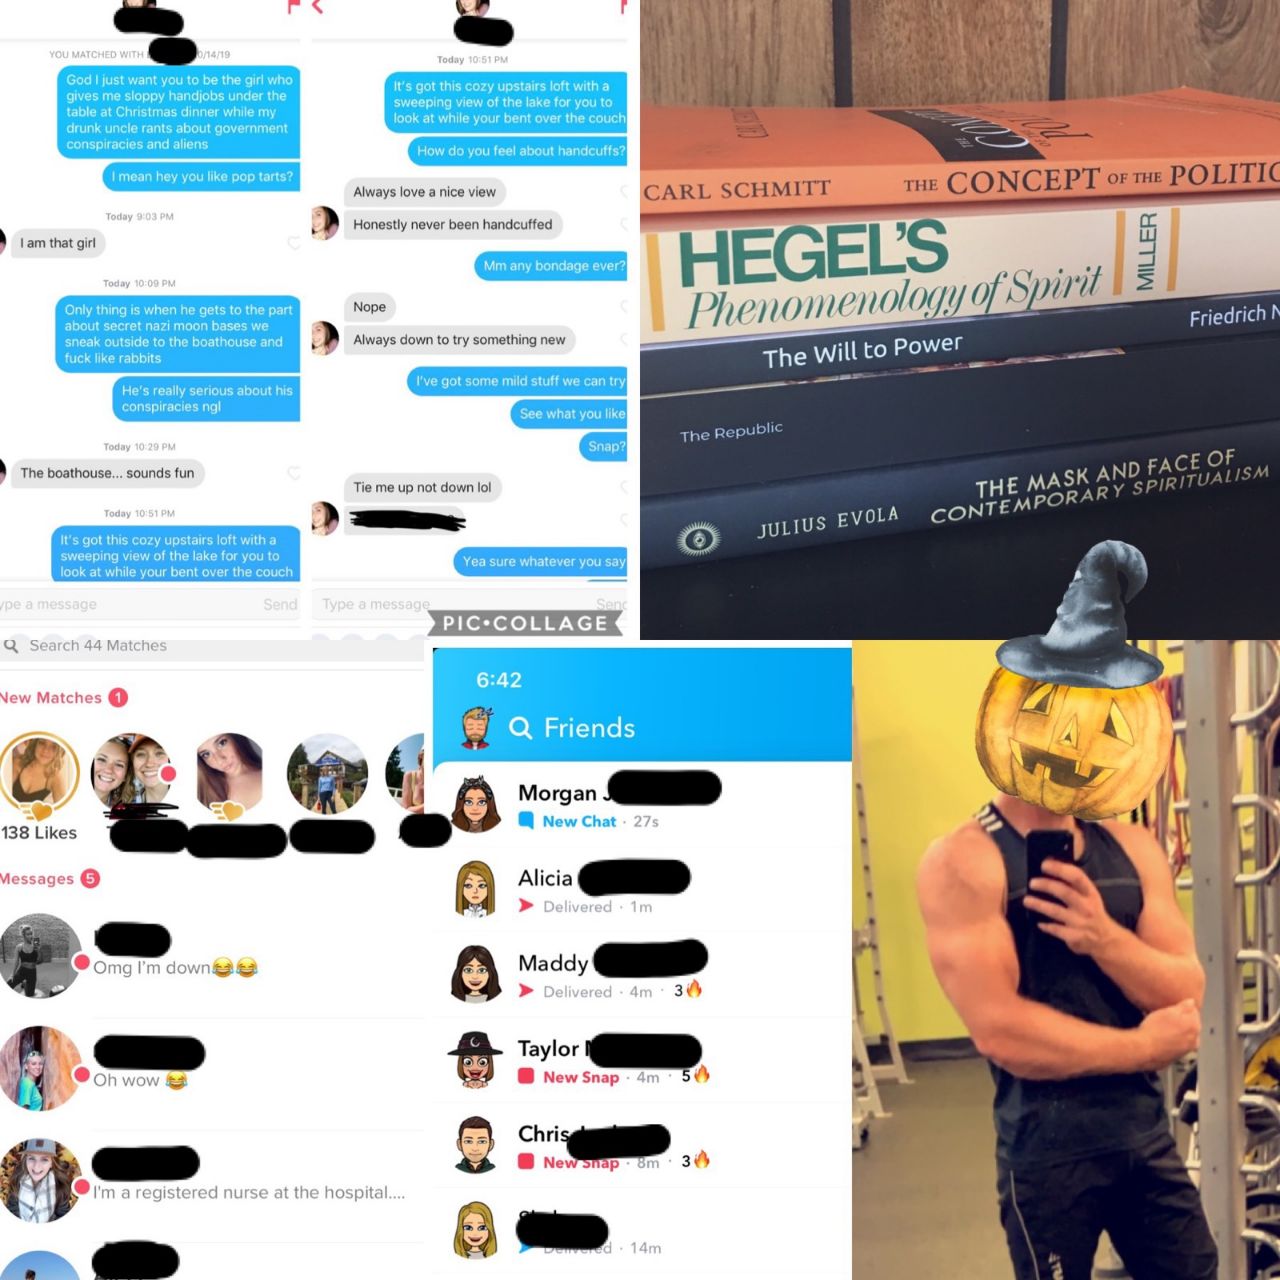 YOU MATCHED WITH 0/14/19
God I just want you to be the girl who
gives me sloppy handjobs under the
table at Christmas dinner while my
drunk uncle rants about government
conspiracies and aliens
I mean hey you like pop tarts?
Today 9:03 PM
I am that girl
Today 10:09 PM
Only thing is when he gets to the part
about secret nazi moon bases we
sneak outside to the boathouse and
fuck like rabbits
He's really serious about his
conspiracies ngl
Today 10:29 PM
The boathouse... sounds fun
Today 10:51 PM
It's got this cozy upstairs loft with a
sweeping view of the lake for you to
look at while your bent over the couch
ype a message
Send
Today 10:51 PM
It's got this cozy upstairs loft with a
sweeping view of the lake for you to
look at while your bent over the couch
How do you feel about handcuffs?
Always love a nice view
Honestly never been handcuffed
Mm any bondage ever?
Nope
Always down to try something new
I've got some mild stuff we can try
See what you like
Snap?
Tie me up not down lol
Yea sure whatever you say
Type a message
Send
PIC•COLLAGE
CARL SCHMITT THE CONCEPT OF THE POLITIC
HEGEL'S
Phenomenology of Spirit
MILLER
The Will to Power Friedrich N
The Republic
JULIUS EVOLA THE MASK AND FACE OF
CONTEMPORARY SPIRITUALISM
Search 44 Matches
New Matches 1
138 Likes
Messages 5
Omg I'm down😂😂
Oh wow 😂
I'm a registered nurse at the hospital....
6:42
Friends
Morgan J
New Chat · 27s
Alicia
Delivered · 1m
Maddy
Delivered · 4m · 3🔥
Taylor
New Snap · 4m · 5🔥
Chris
New Snap · 8m · 3🔥
Delivered · 14m